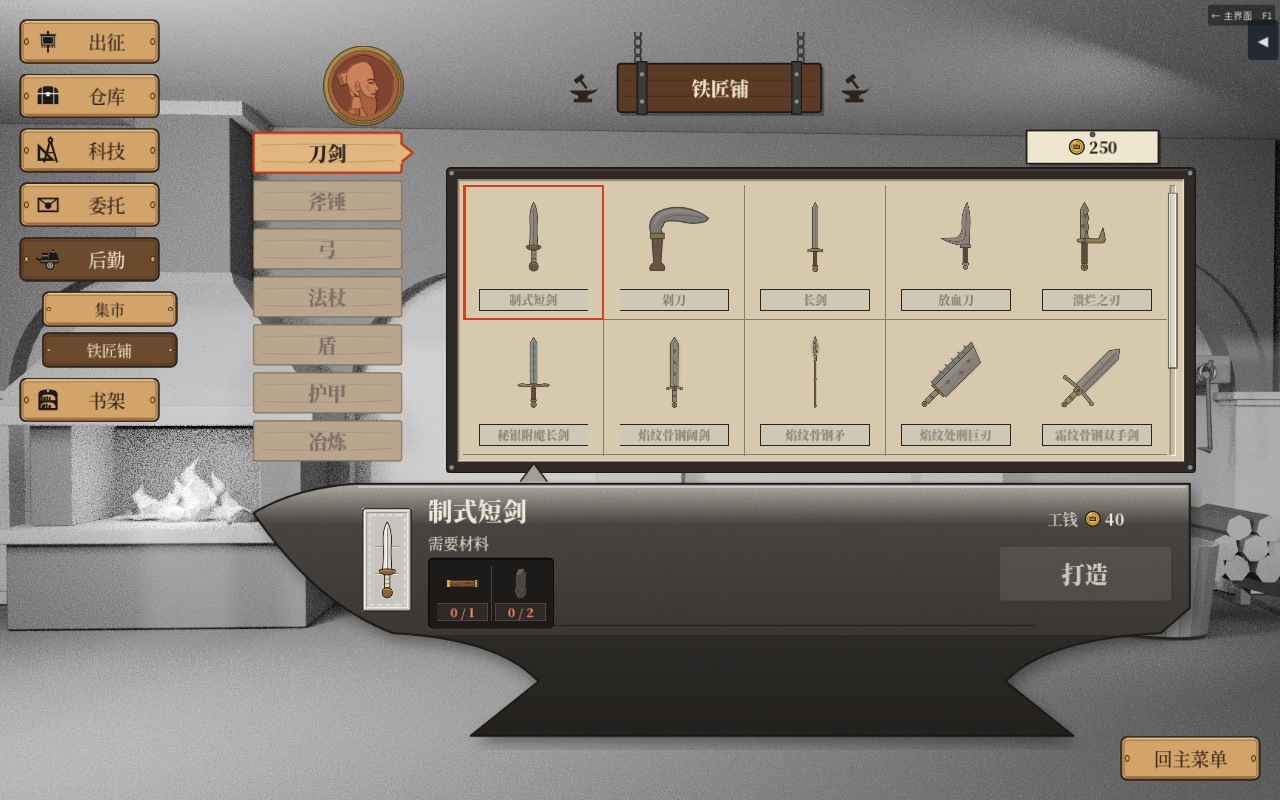 ← 主界面 F1
◀
出征
仓库
科技
委托
后勤
集市
铁匠铺
书架
铁匠铺
250
刀剑
斧锤
弓
法杖
盾
护甲
冶炼
制式短剑
剁刀
长剑
放血刀
溃烂之刃
秘银附魔长剑
焰纹骨钢阔剑
焰纹骨钢矛
焰纹处刑巨刃
霜纹骨钢双手剑
制式短剑
需要材料
0/1
0/2
工钱 40
打造
回主菜单